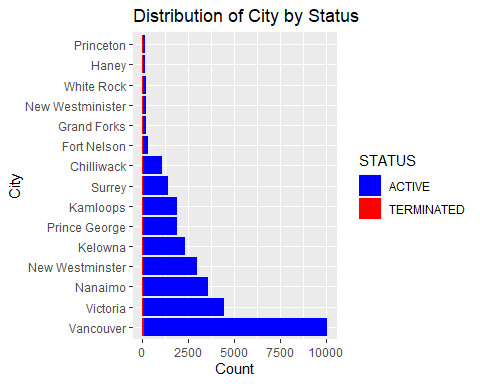 Distribution of City by Status
Princeton
Haney
White Rock
New Westminister
Grand Forks
Fort Nelson
Chilliwack
Surrey
Kamloops
Prince George
Kelowna
New Westminster
Nanaimo
Victoria
Vancouver
City
0 2500 5000 7500 10000
Count
STATUS
ACTIVE
TERMINATED